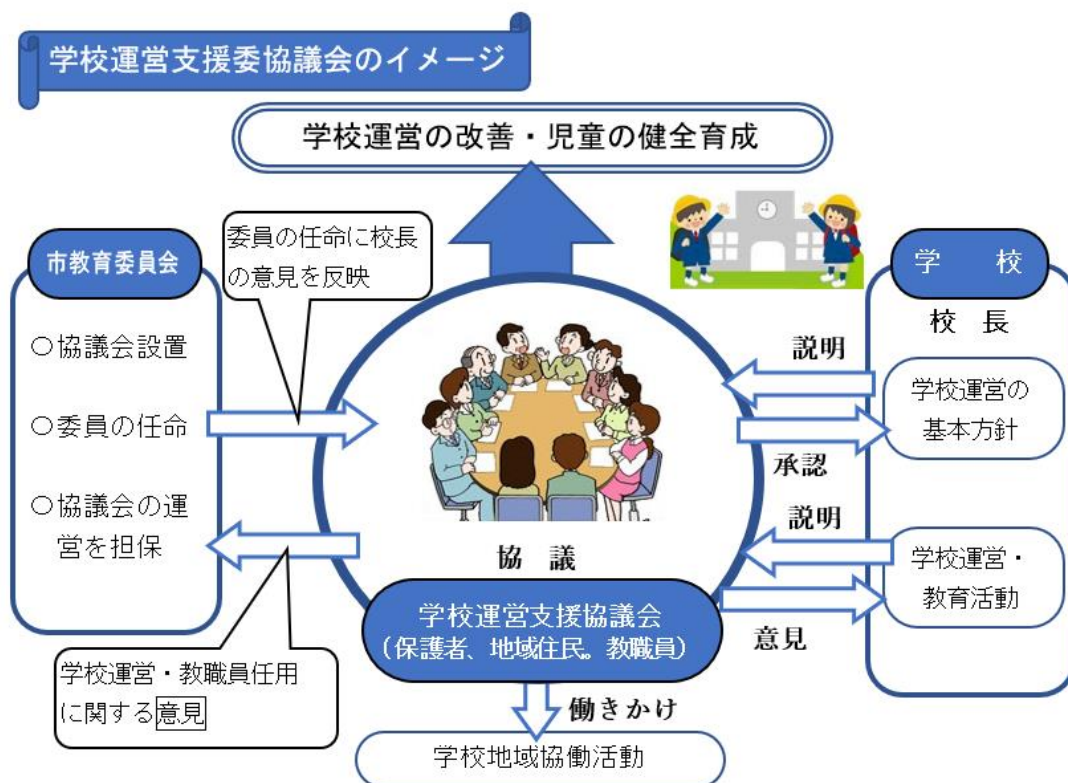 学校運営支援委協議会のイメージ
学校運営の改善・児童の健全育成
委員の任命に校長
の意見を反映
市教育委員会
○協議会設置
○委員の任命
○協議会の運
営を担保
学校運営・教職員任用
に関する意見
協　議
学校運営支援協議会
（保護者、地域住民。教職員）
働きかけ
学校地域協働活動
学　校
校　長
説明
学校運営の
基本方針
承認
説明
学校運営・
教育活動
意見